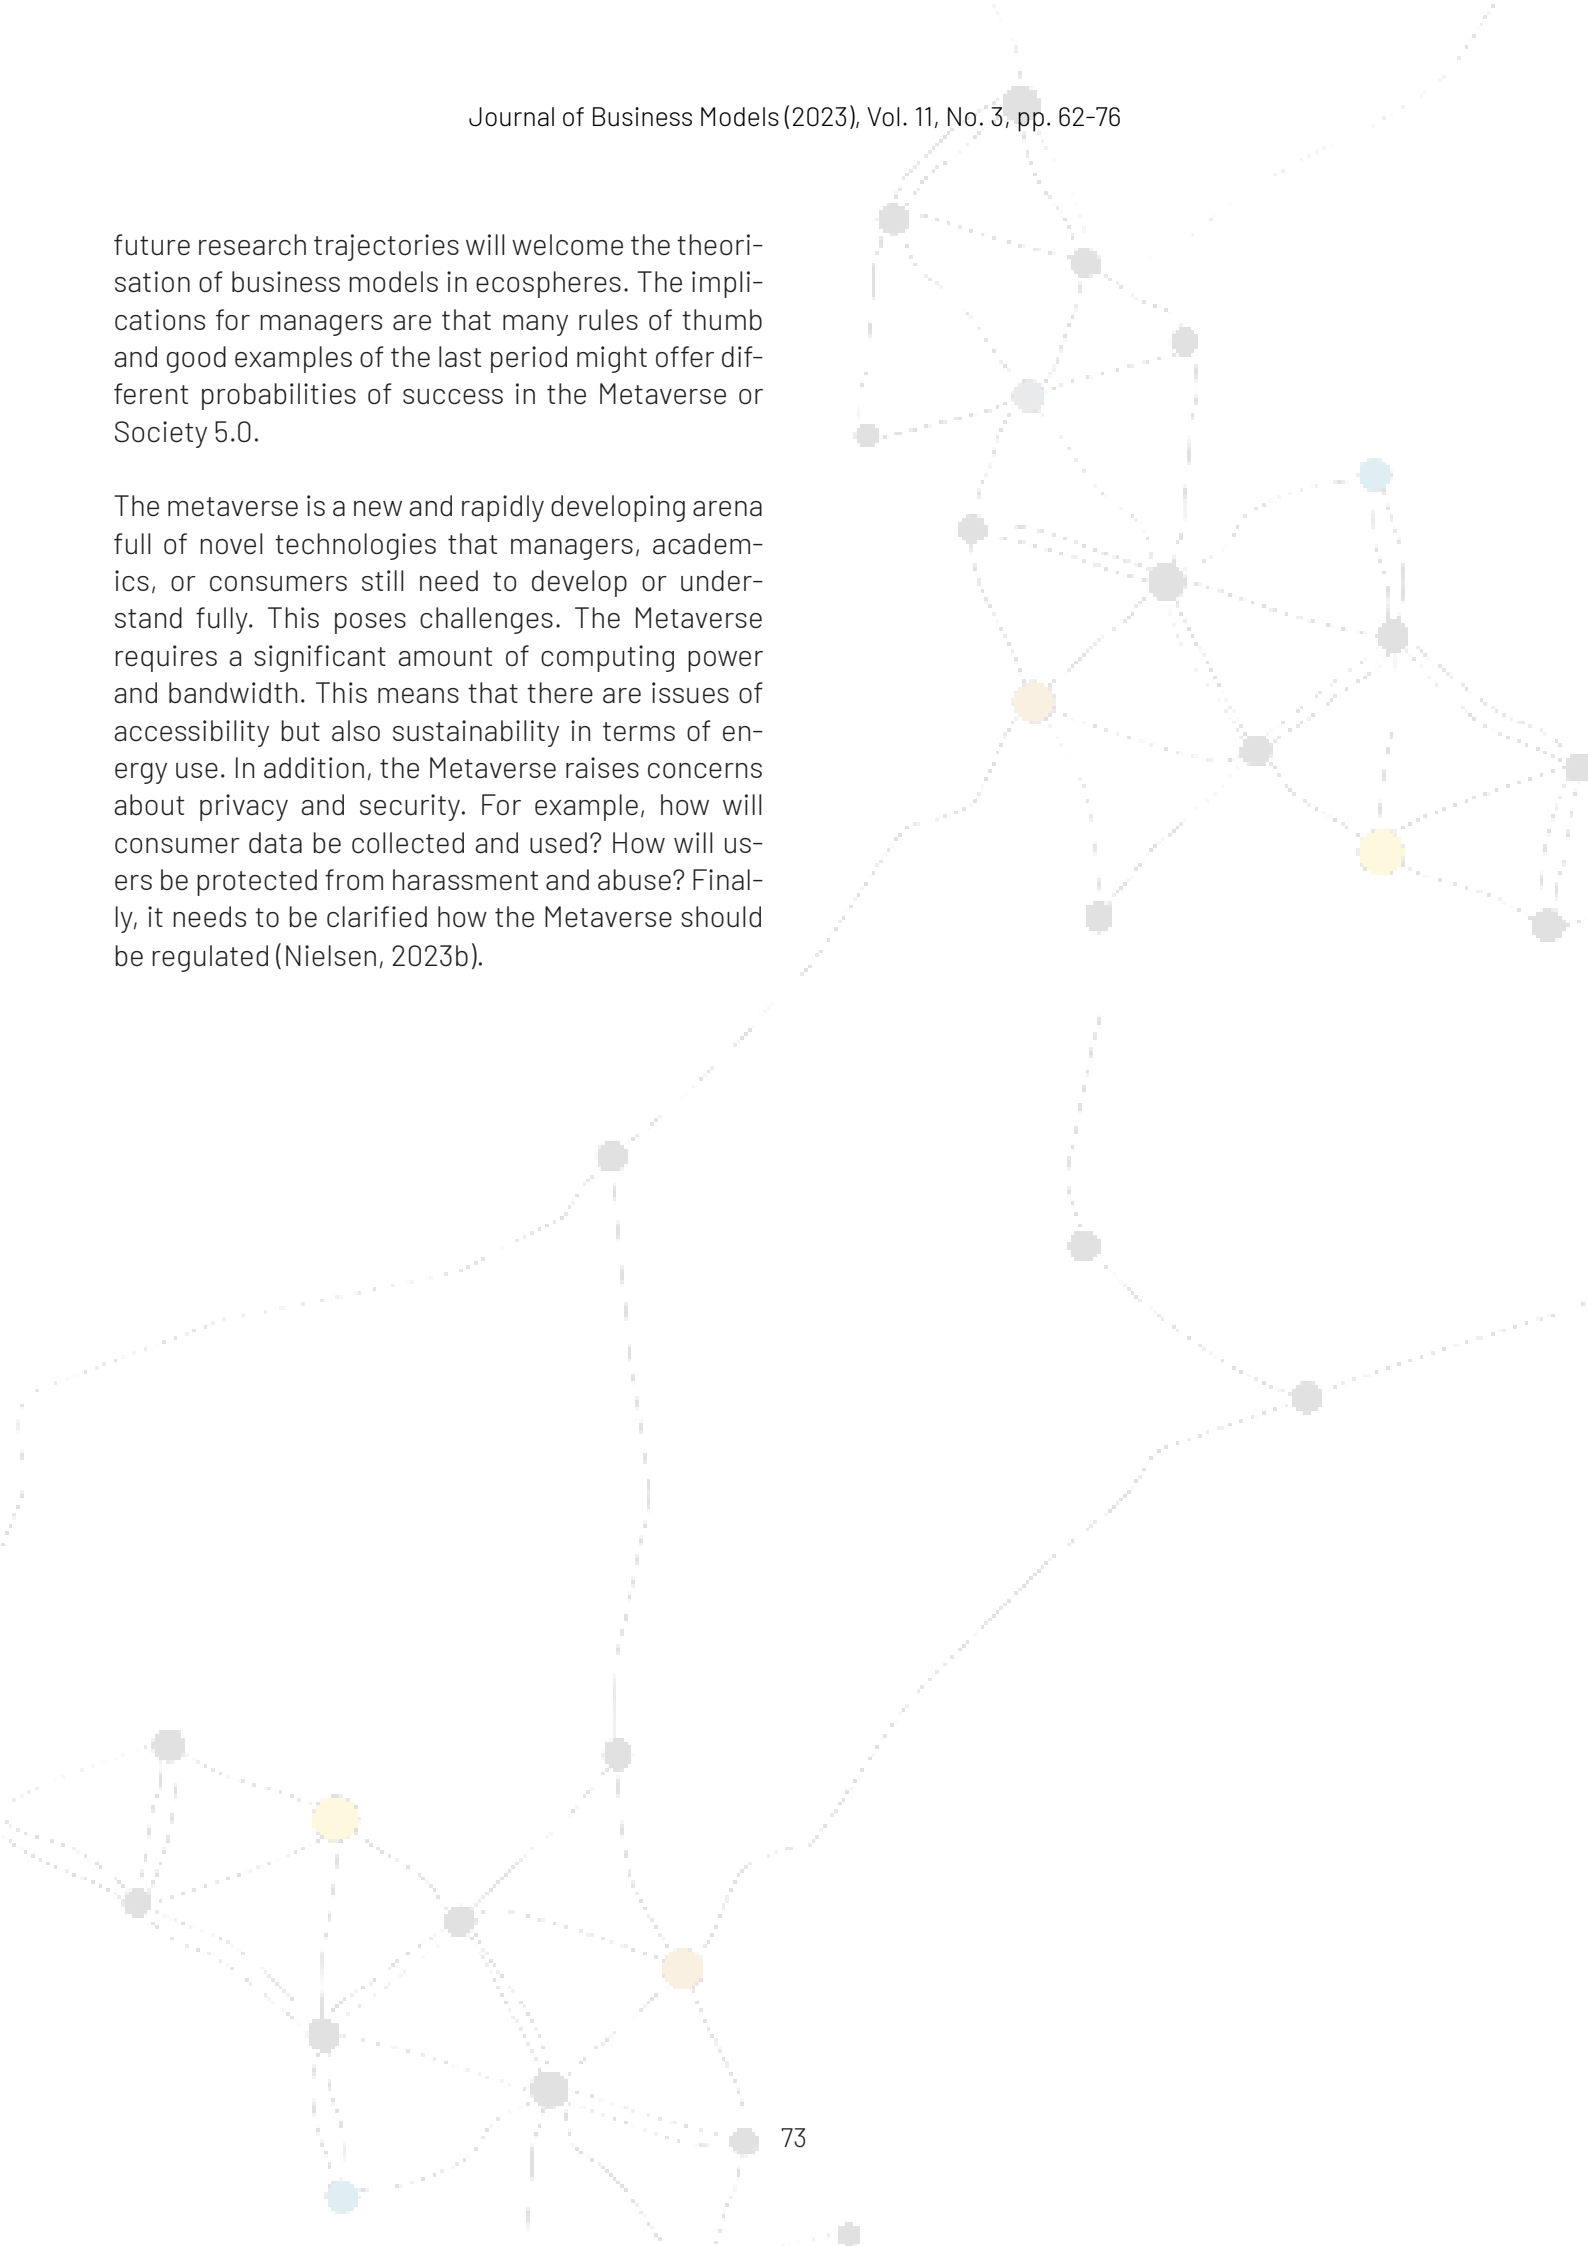 Journal of Business Models (2023), Vol. 11, No. 3, pp. 62-76
future research trajectories will welcome the theori-
sation of business models in ecospheres. The impli-
cations for managers are that many rules of thumb
and good examples of the last period might offer dif-
ferent probabilities of success in the Metaverse or
Society 5.0.
The metaverse is a new and rapidly developing arena
full of novel technologies that managers, academ-
ics, or consumers still need to develop or under-
stand fully. This poses challenges. The Metaverse
requires a significant amount of computing power
and bandwidth. This means that there are issues of
accessibility but also sustainability in terms of en-
ergy use. In addition, the Metaverse raises concerns
about privacy and security. For example, how will
consumer data be collected and used? How will us-
ers be protected from harassment and abuse? Final-
ly, it needs to be clarified how the Metaverse should
be regulated (Nielsen, 2023b).
73